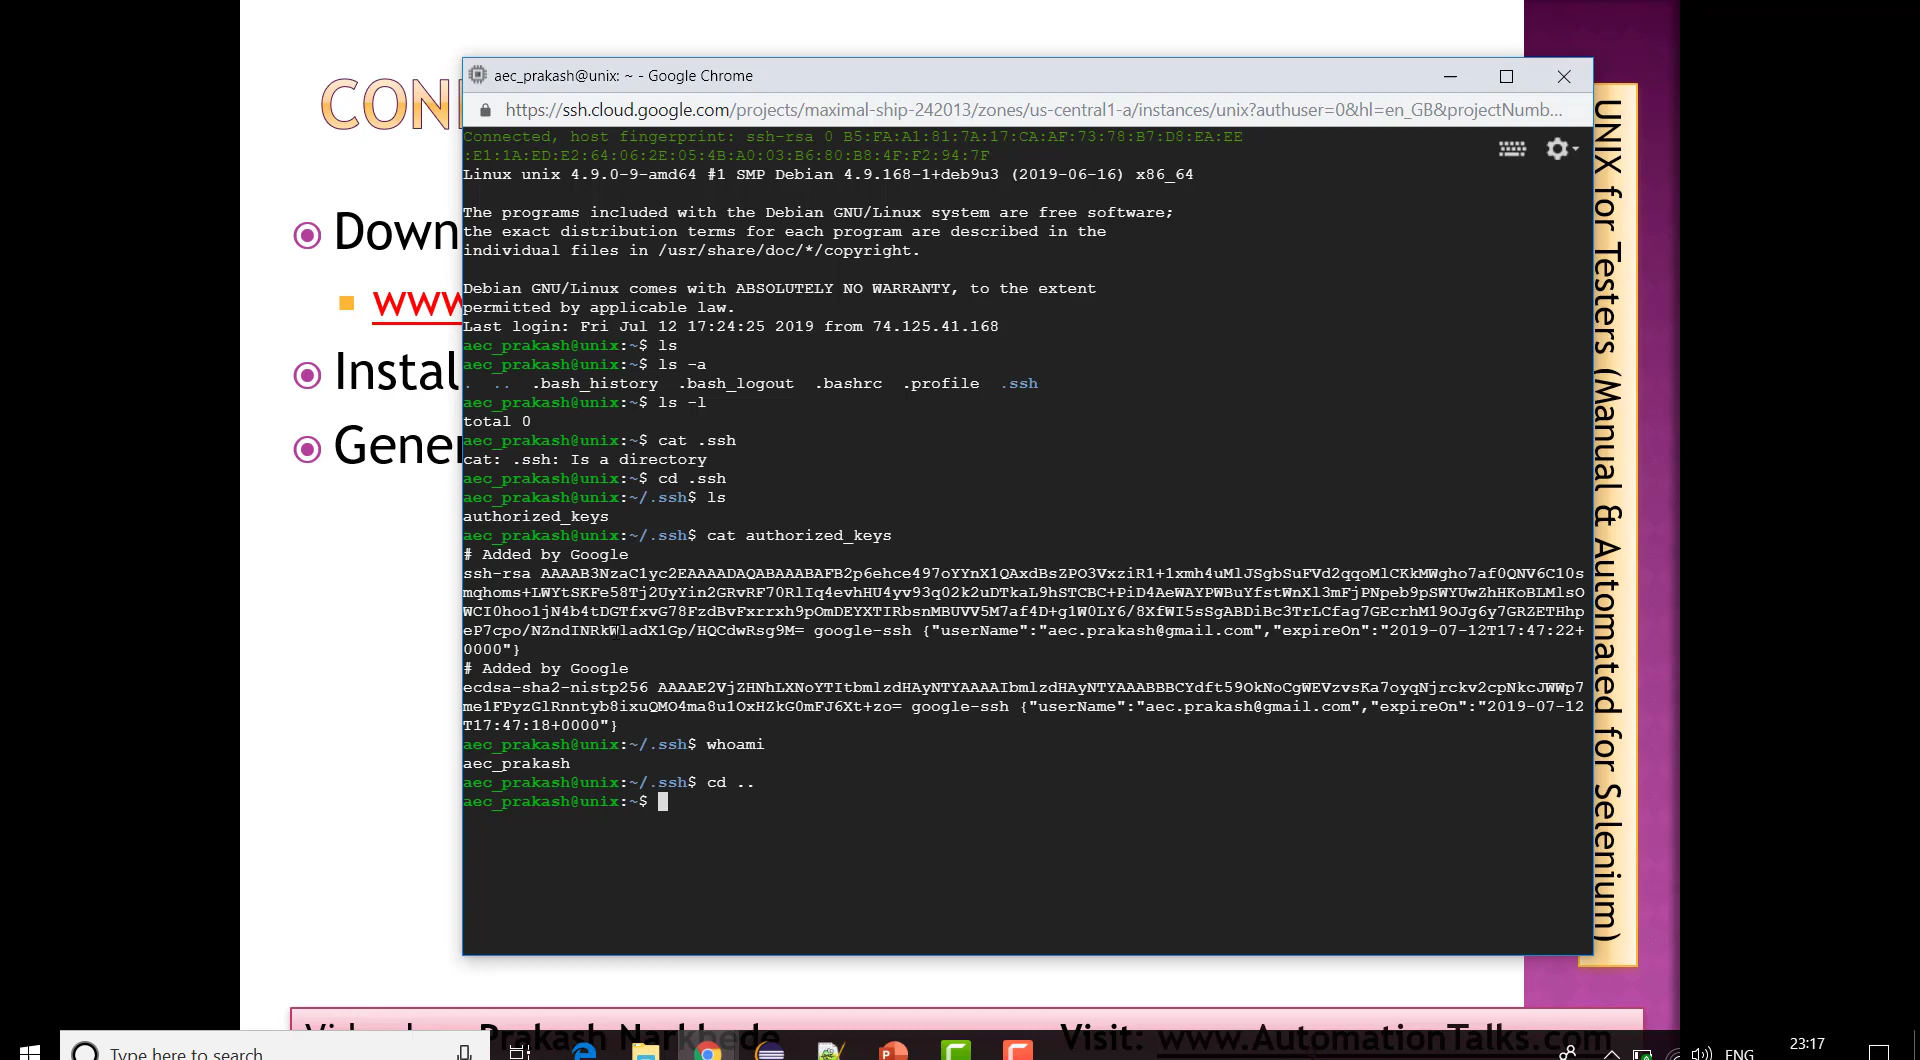 CON
Down
www
Instal
Gener
aec_prakash@unix: ~ - Google Chrome
https://ssh.cloud.google.com/projects/maximal-ship-242013/zones/us-central1-a/instances/unix?authuser=0&hl=en_GB&projectNumb...
Connected, host fingerprint: ssh-rsa 0 B5:FA:A1:81:7A:17:CA:AF:73:78:B7:D8:EA:EE
:E1:1A:ED:E2:64:06:2E:05:4B:A0:03:B6:80:B8:4F:F2:94:7F
Linux unix 4.9.0-9-amd64 #1 SMP Debian 4.9.168-1+deb9u3 (2019-06-16) x86_64
The programs included with the Debian GNU/Linux system are free software;
the exact distribution terms for each program are described in the
individual files in /usr/share/doc/*/copyright.
Debian GNU/Linux comes with ABSOLUTELY NO WARRANTY, to the extent
permitted by applicable law.
Last login: Fri Jul 12 17:24:25 2019 from 74.125.41.168
aec_prakash@unix:~$ ls
aec_prakash@unix:~$ ls -a
.  ..  .bash_history  .bash_logout  .bashrc  .profile  .ssh
aec_prakash@unix:~$ ls -l
total 0
aec_prakash@unix:~$ cat .ssh
cat: .ssh: Is a directory
aec_prakash@unix:~$ cd .ssh
aec_prakash@unix:~/.ssh$ ls
authorized_keys
aec_prakash@unix:~/.ssh$ cat authorized_keys
# Added by Google
ssh-rsa AAAAB3NzaC1yc2EAAAADAQABAAABAFB2p6ehce497oYYnX1QAxdBsZPO3VxziR1+1xmh4uMlJSgbSuFVd2qqoMlCKkMWgho7af0QNV6C10s
mqhoms+LWYtSKFe58Tj2UyYin2GRvRF70RlIq4evhHU4yv93q02k2uDTkaL9hSTCBC+PiD4AeWAYPWBuYfstWnXl3mFjPNpeb9pSWYUwZhHKoBLMlsO
WCI0hoo1jN4b4tDGTfxvG78FzdBvFxrrxh9pOmDEYXTIRbsnMBUVV5M7af4D+g1W0LY6/8XfWI5sSgABDiBc3TrLCfag7GEcrhM19OJg6y7GRZETHhp
eP7cpo/NZndINRkWladX1Gp/HQCdwRsg9M= google-ssh {"userName":"aec.prakash@gmail.com","expireOn":"2019-07-12T17:47:22+
0000"}
# Added by Google
ecdsa-sha2-nistp256 AAAAE2VjZHNhLXNoYTItbmlzdHAyNTYAAAAIbmlzdHAyNTYAAABBBCYdft59OkNoCgWEVzvsKa7oyqNjrckv2cpNkcJWWp7
me1FPyzGlRnntyb8ixuQMO4ma8u1OxHZkG0mFJ6Xt+zo= google-ssh {"userName":"aec.prakash@gmail.com","expireOn":"2019-07-12
T17:47:18+0000"}
aec_prakash@unix:~/.ssh$ whoami
aec_prakash
aec_prakash@unix:~/.ssh$ cd ..
aec_prakash@unix:~$
UNIX for Testers (Manual & Automated for Selenium)
Prakash Narkhede
Visit: www.AutomationTalks.com
Type here to search
ENG
23:17